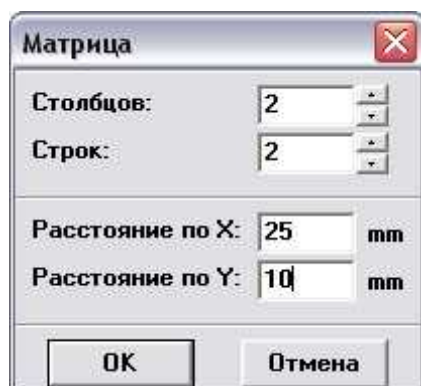 Матрица
Столбцов: 2
Строк: 2
Расстояние по X: 25 mm
Расстояние по Y: 10 mm
OK Отмена